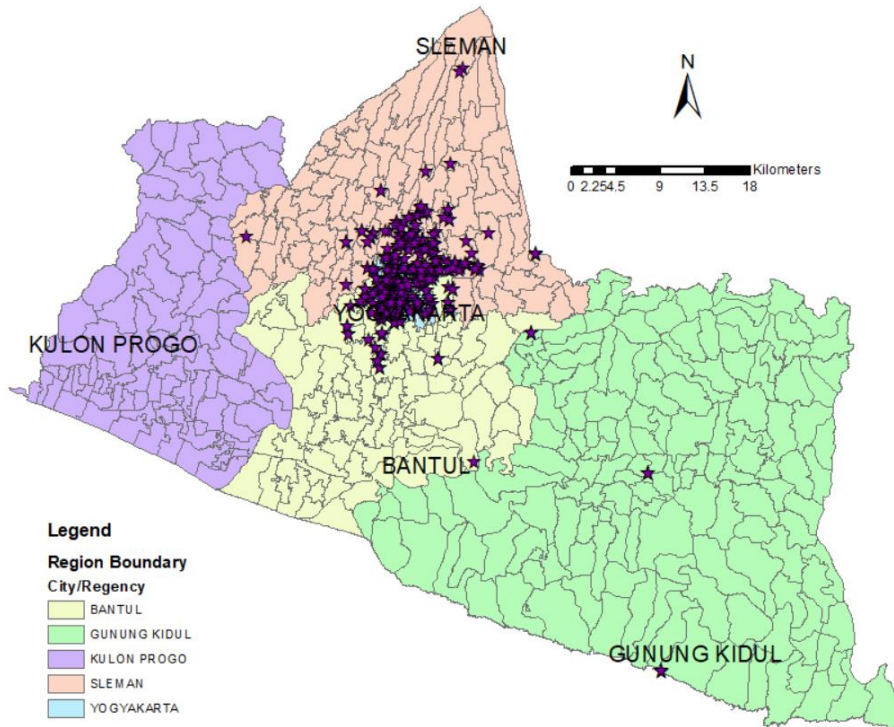 SLEMAN
N
Kilometers
0 2.254.5 9 13.5 18
YOGYAKARTA
KULON PROGO
BANTUL
GUNUNG KIDUL
Legend
Region Boundary
City/Regency
BANTUL
GUNUNG KIDUL
KULON PROGO
SLEMAN
YOGYAKARTA